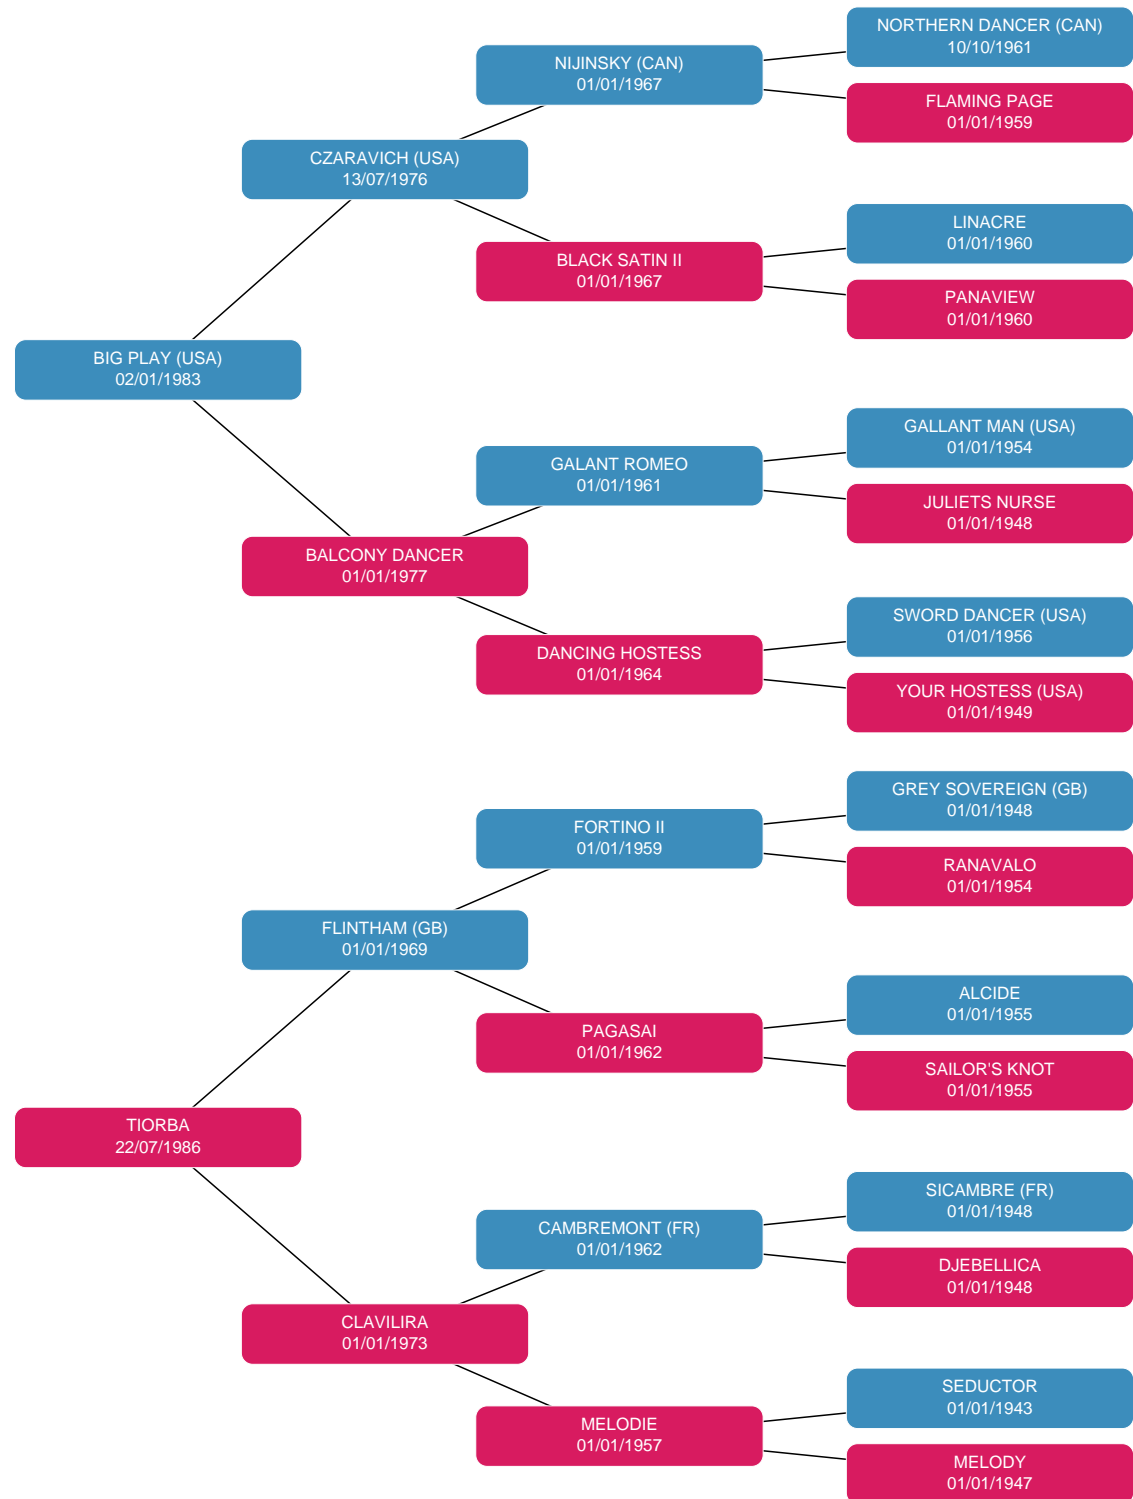 NORTHERN DANCER (CAN)
10/10/1961
NIJINSKY (CAN)
01/01/1967
FLAMING PAGE
01/01/1959
CZARAVICH (USA)
13/07/1976
LINACRE
01/01/1960
BLACK SATIN II
01/01/1967
PANAVIEW
01/01/1960
BIG PLAY (USA)
02/01/1983
GALLANT MAN (USA)
01/01/1954
GALANT ROMEO
01/01/1961
JULIETS NURSE
01/01/1948
BALCONY DANCER
01/01/1977
SWORD DANCER (USA)
01/01/1956
DANCING HOSTESS
01/01/1964
YOUR HOSTESS (USA)
01/01/1949
GREY SOVEREIGN (GB)
01/01/1948
FORTINO II
01/01/1959
RANAVALO
01/01/1954
FLINTHAM (GB)
01/01/1969
ALCIDE
01/01/1955
PAGASAI
01/01/1962
SAILOR'S KNOT
01/01/1955
TIORBA
22/07/1986
SICAMBRE (FR)
01/01/1948
CAMBREMONT (FR)
01/01/1962
DJEBELLICA
01/01/1948
CLAVILIRA
01/01/1973
SEDUCTOR
01/01/1943
MELODIE
01/01/1957
MELODY
01/01/1947